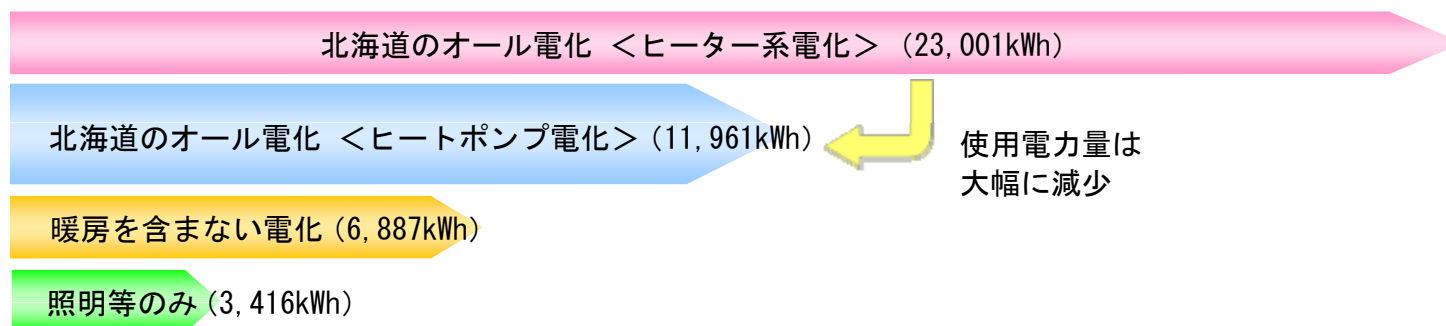 北海道のオール電化 ＜ヒーター系電化＞ (23,001kWh)
北海道のオール電化 ＜ヒートポンプ電化＞ (11,961kWh)
使用電力量は
大幅に減少
暖房を含まない電化 (6,887kWh)
照明等のみ (3,416kWh)